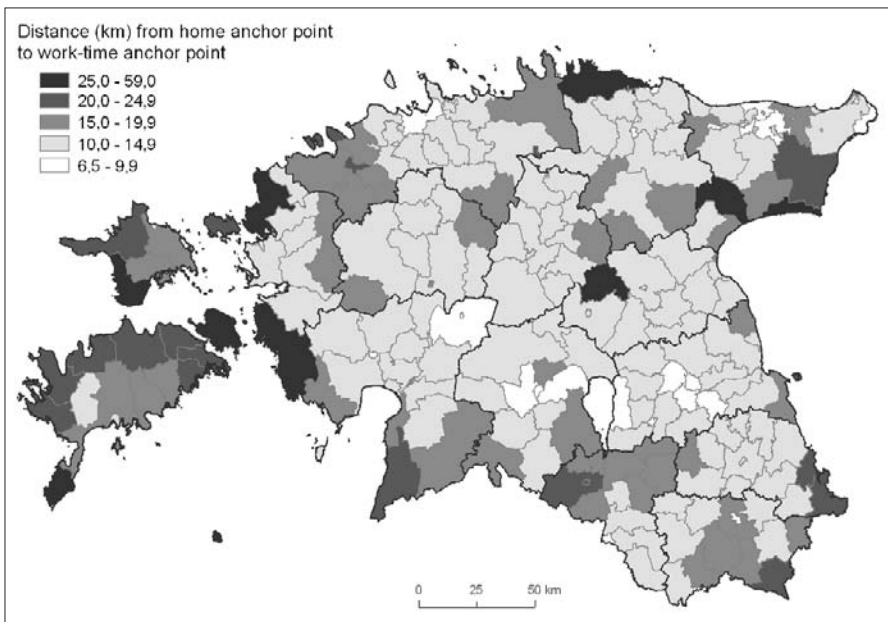 Distance (km) from home anchor point
to work-time anchor point
25,0 - 59,0
20,0 - 24,9
15,0 - 19,9
10,0 - 14,9
6,5 - 9,9
0 25 50 km